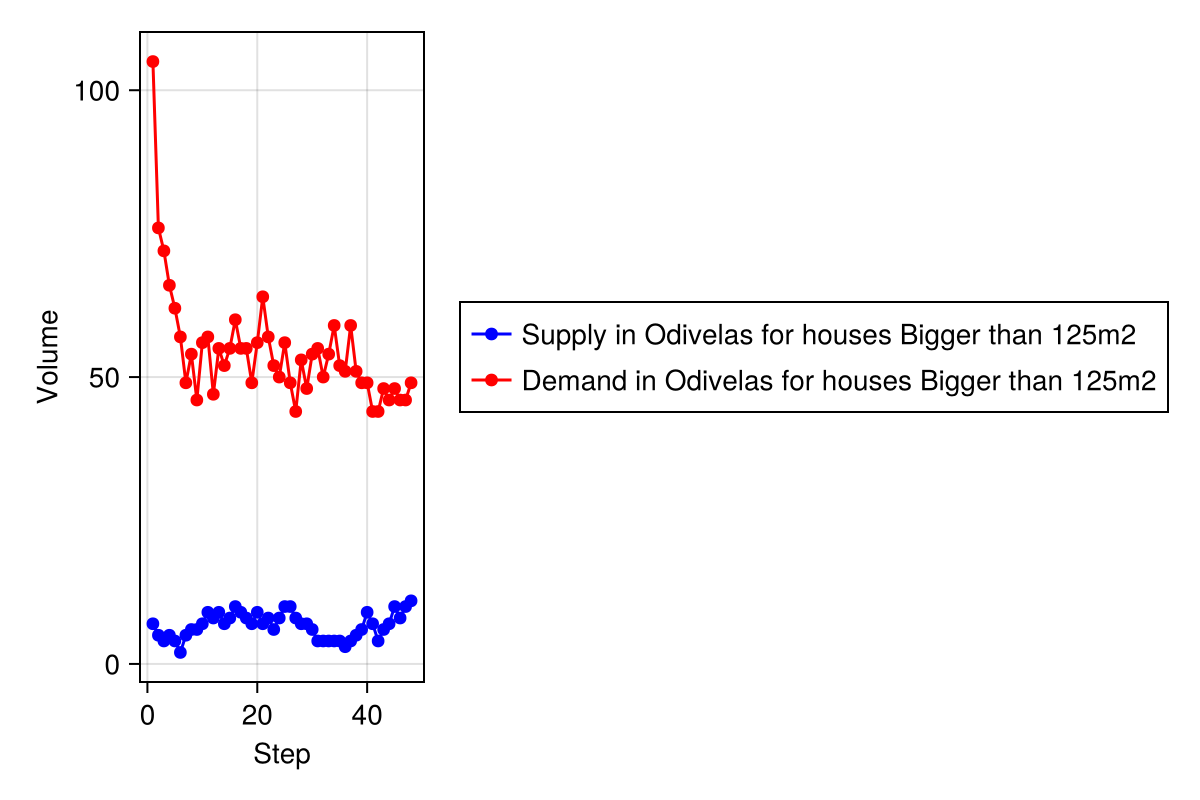 100
50
0
Volume
0 20 40
Step
Supply in Odivelas for houses Bigger than 125m2
Demand in Odivelas for houses Bigger than 125m2